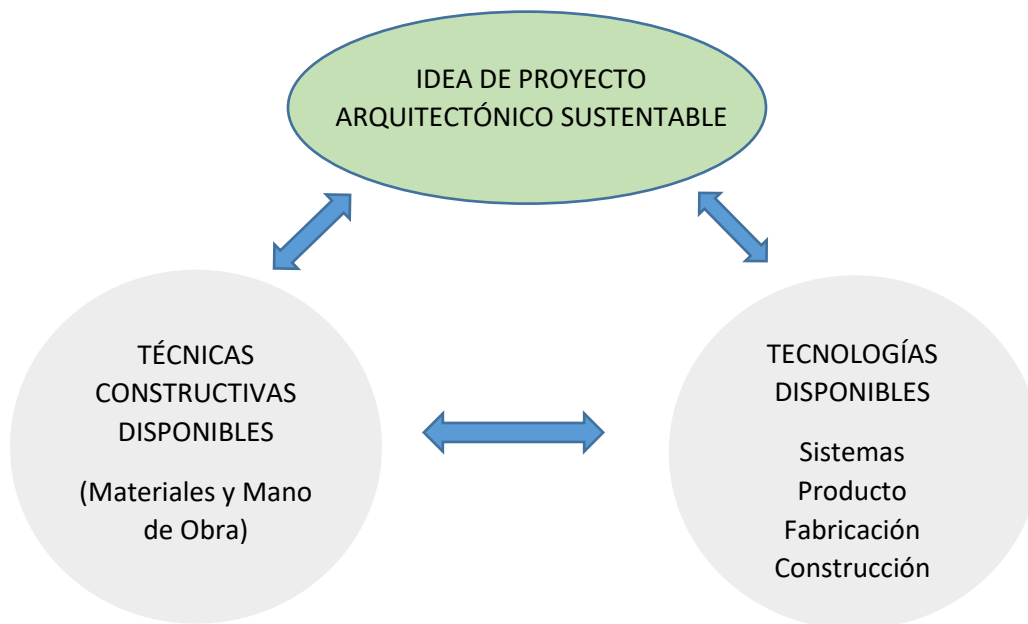 IDEA DE PROYECTO
ARQUITECTÓNICO SUSTENTABLE
TÉCNICAS
CONSTRUCTIVAS
DISPONIBLES
(Materiales y Mano
de Obra)
TECNOLOGÍAS
DISPONIBLES
Sistemas
Producto
Fabricación
Construcción